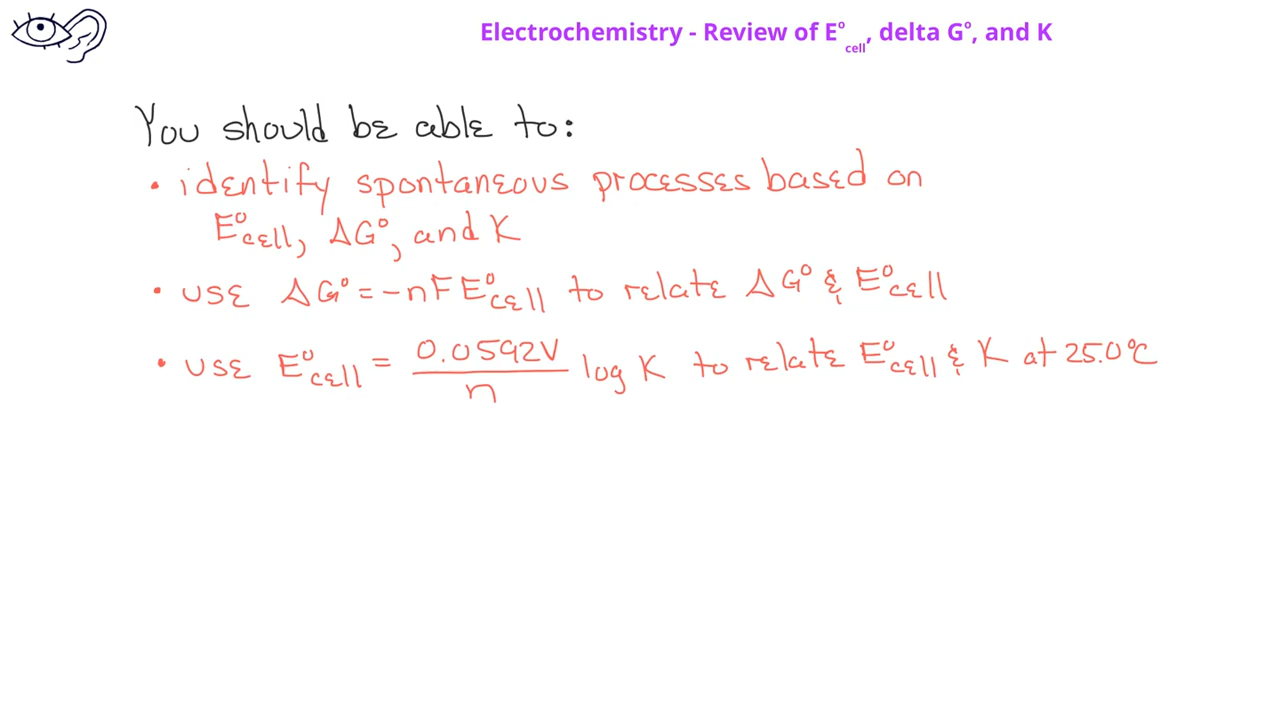 Electrochemistry - Review of E°cell, delta G°, and K
You should be able to:
• identify spontaneous processes based on
E°cell, ΔG°, and K
• use ΔG° = -nFE°cell to relate ΔG° & E°cell
• use E°cell = 0.0592V/n log K to relate E°cell & K at 25.0°C